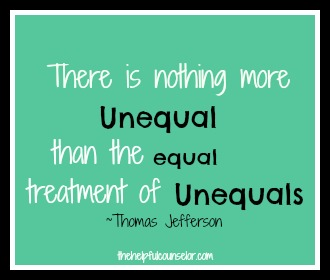 There is nothing more
Unequal
than the equal
treatment of Unequals
~Thomas Jefferson
thehelpfulcounselor.com